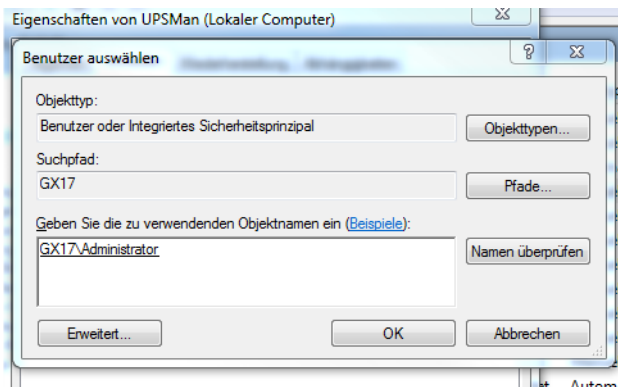 Eigenschaften von UPSMan (Lokaler Computer)
Benutzer auswählen
Objekttyp:
Benutzer oder Integriertes Sicherheitsprinzipal
Objekttypen...
Suchpfad:
GX17
Pfade...
Geben Sie die zu verwendenden Objektnamen ein (Beispiele):
GX17\Administrator
Namen überprüfen
Erweitert...
OK
Abbrechen
Autom